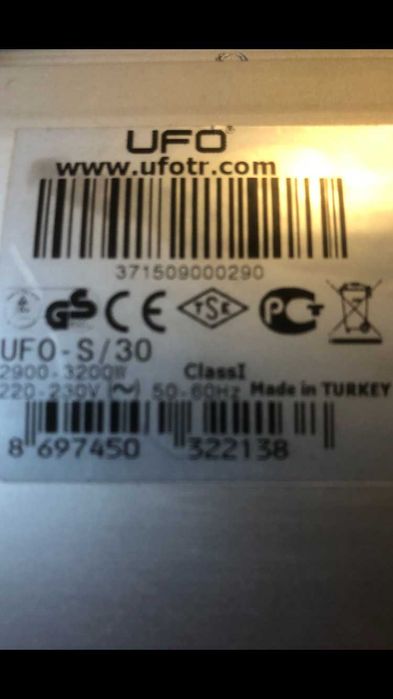 UFO®
www.ufotr.com
371509000290
GS CE TSE PCT
UFO-S/30
2900-3200W ClassI
220-230V (~) 50-60Hz Made in TURKEY
8 697450 322138